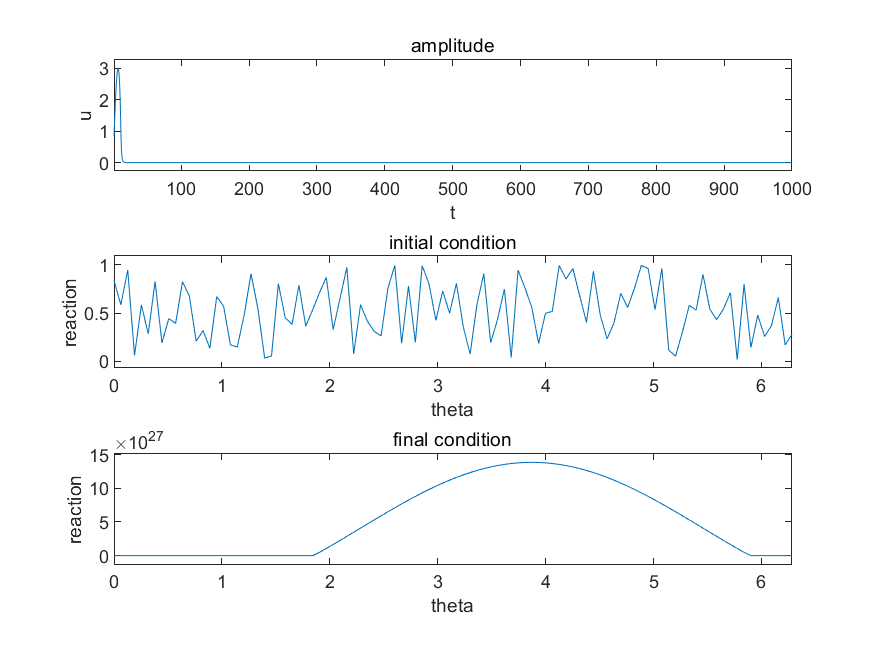 amplitude
3
2
1
0
u
100 200 300 400 500 600 700 800 900 1000
t
initial condition
1
0.5
0
reaction
0 1 2 3 4 5 6
theta
final condition
×10^27
15
10
5
0
reaction
0 1 2 3 4 5 6
theta